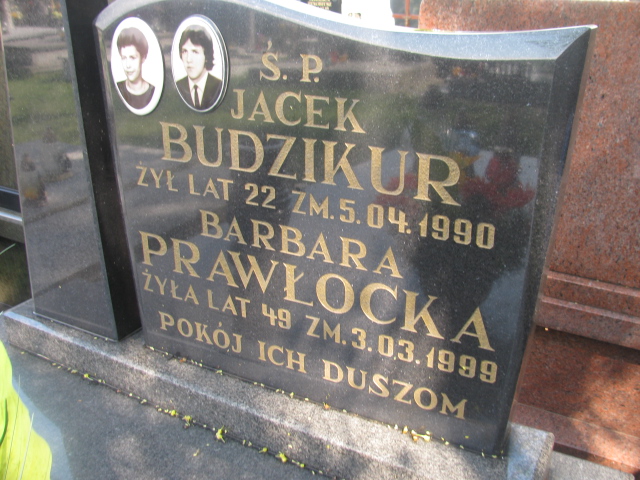 Ś. P.
JACEK
BUDZIKUR
ŻYŁ LAT 22. ZM. 5.04.1990
BARBARA
PRAWŁOCKA
ŻYŁA LAT 49 ZM. 3.03.1999
POKÓJ ICH DUSZOM